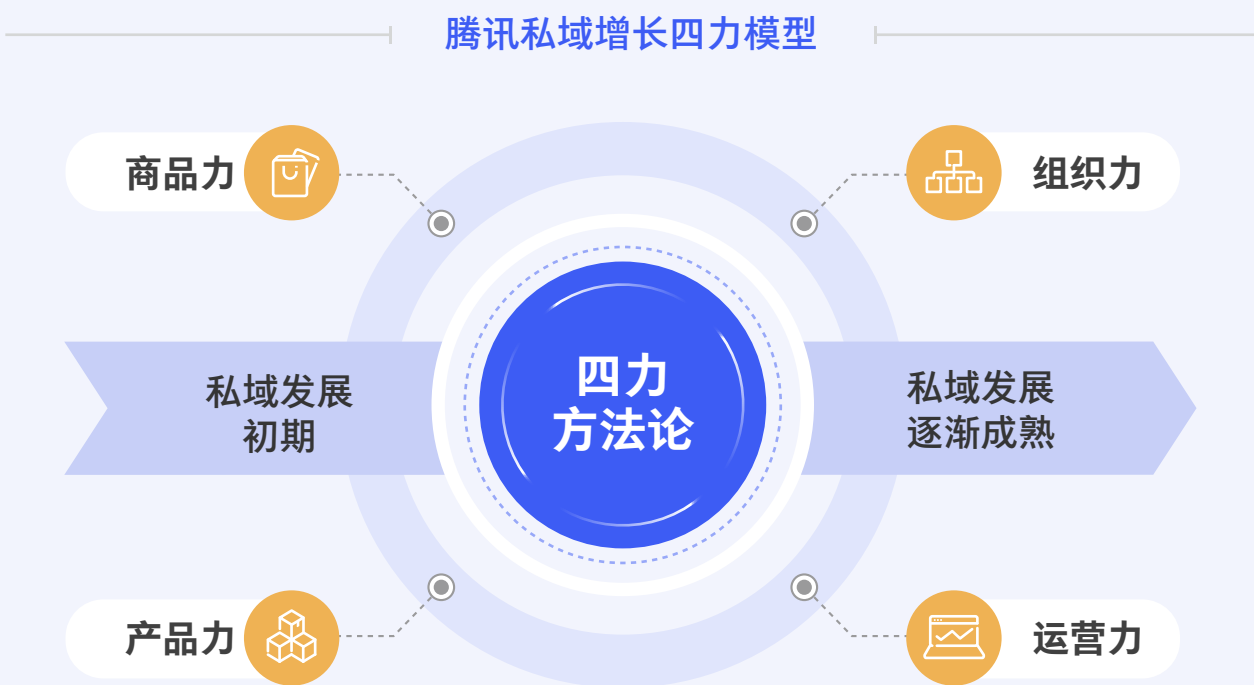 腾讯私域增长四力模型
商品力
组织力
私域发展
初期
四力
方法论
私域发展
逐渐成熟
产品力
运营力